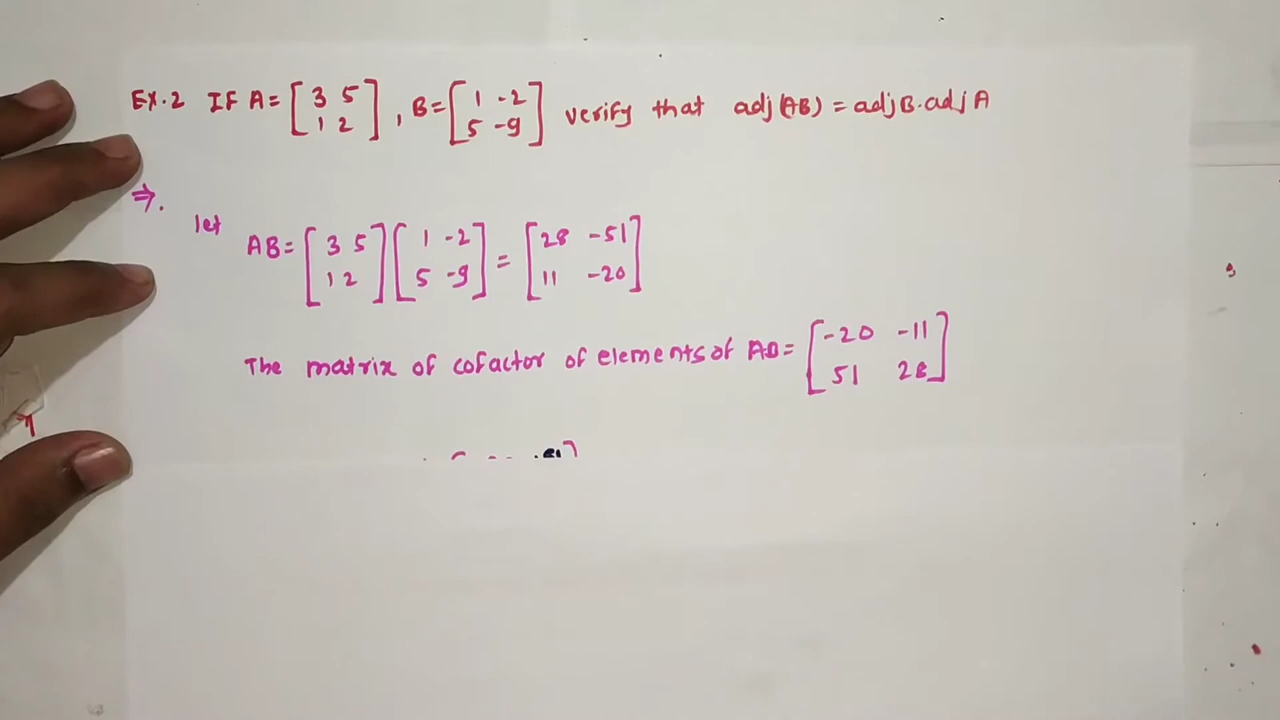 EX.2 IF A = [3 5], B = [1 -2] verify that adj(AB) = adjB.adjA
[1 2] [5 -9]
⇒.
let
AB = [3 5] [1 -2] = [28 -51]
[1 2] [5 -9] [11 -20]
The matrix of cofactor of elements of AB = [-20 -11]
[51 28]